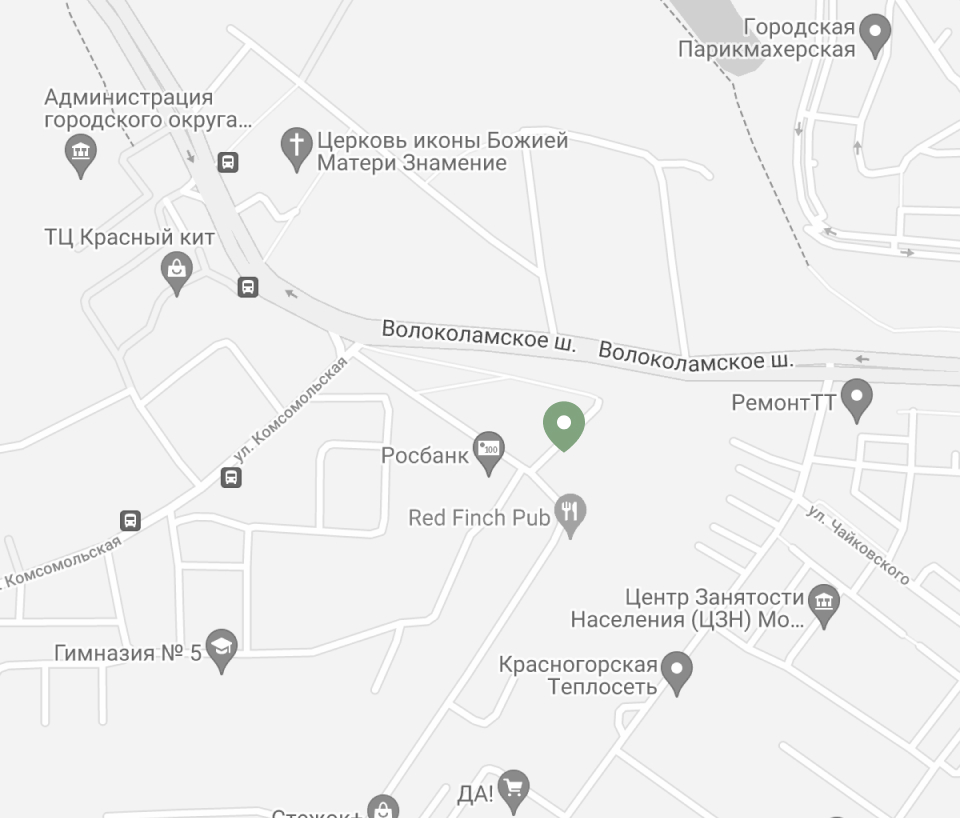 Городская
Парикмахерская
Администрация
городского округа...
Церковь иконы Божией
Матери Знамение
ТЦ Красный кит
Волоколамское ш.
Волоколамское ш.
ул. Комсомольская
РемонтТТ
Росбанк
100
Red Finch Pub
ул. Чайковского
Комсомольская
Центр Занятости
Населения (ЦЗН) Мо...
Гимназия № 5
Красногорская
Теплосеть
ДА!